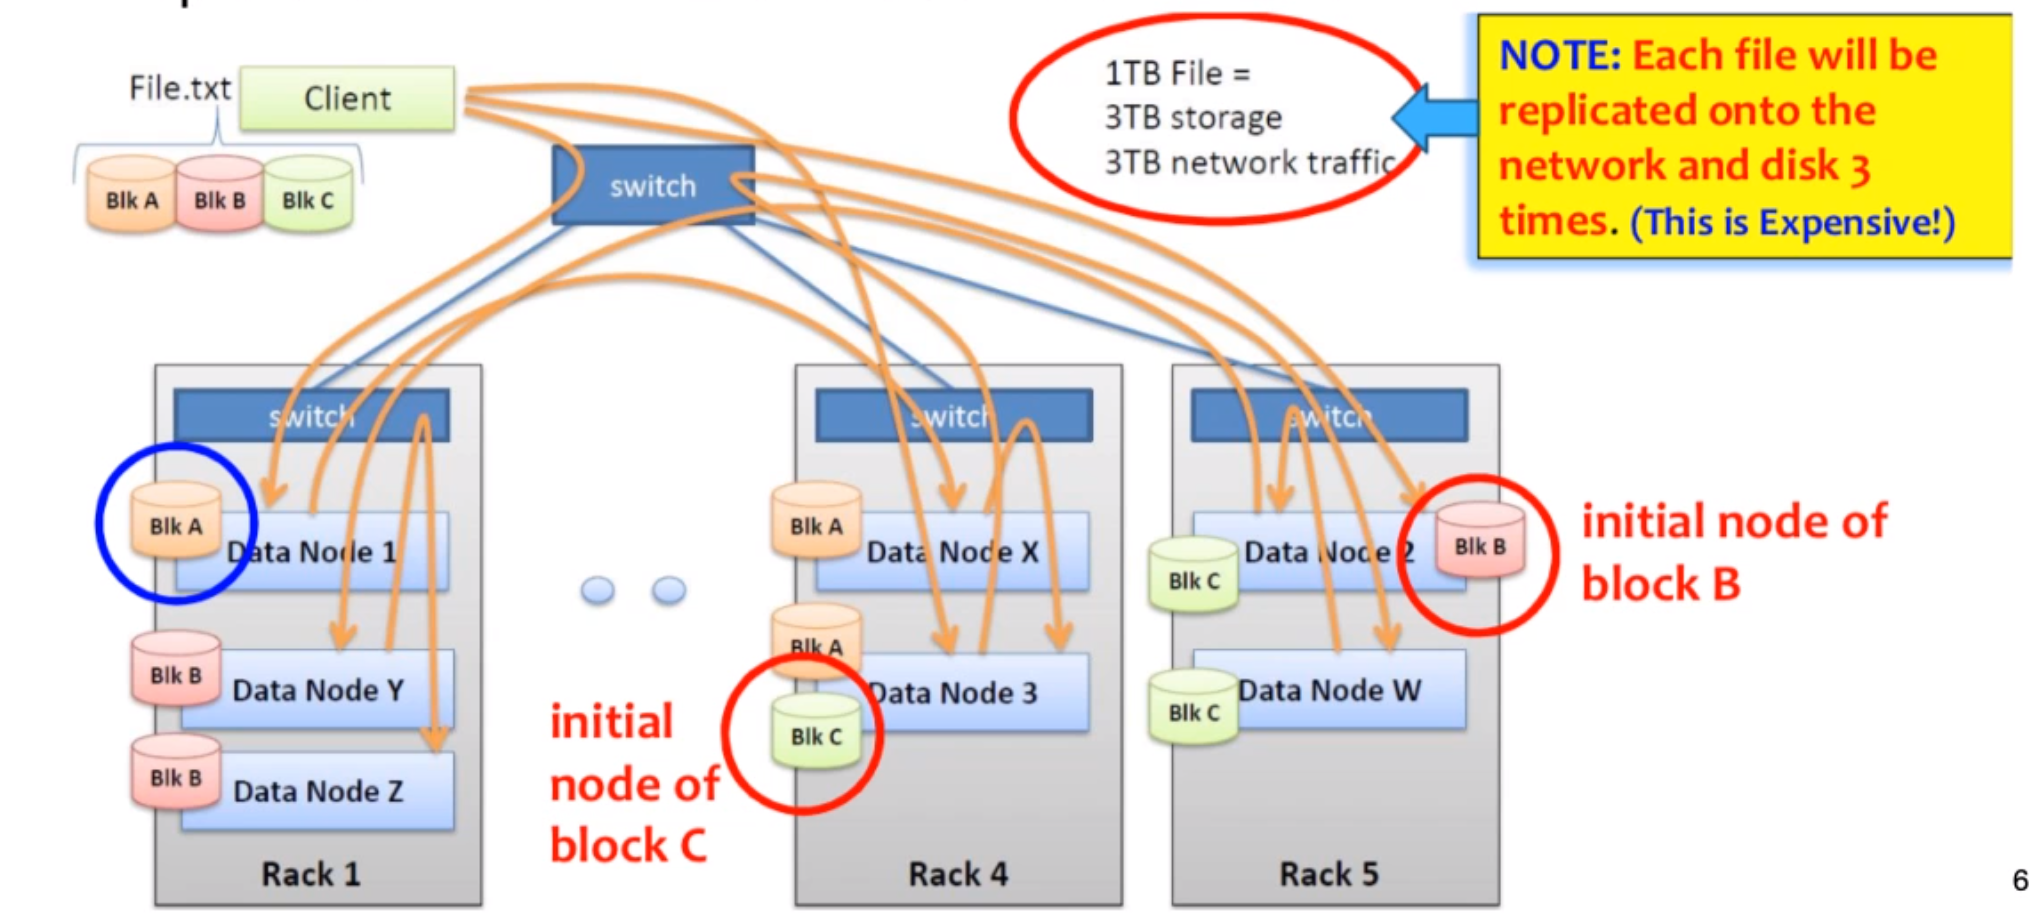 File.txt
Client
Blk A
Blk B
Blk C
switch
1TB File =
3TB storage
3TB network traffic
NOTE: Each file will be
replicated onto the
network and disk 3
times. (This is Expensive!)
switch
Blk A
Data Node 1
Blk B
Data Node Y
Blk B
Data Node Z
Rack 1
initial
node of
block C
switch
Blk A
Data Node X
Blk A
Data Node 3
Blk C
Rack 4
switch
Data Node 2
Blk B
Blk C
Data Node W
Blk C
Rack 5
initial node of
block B
6